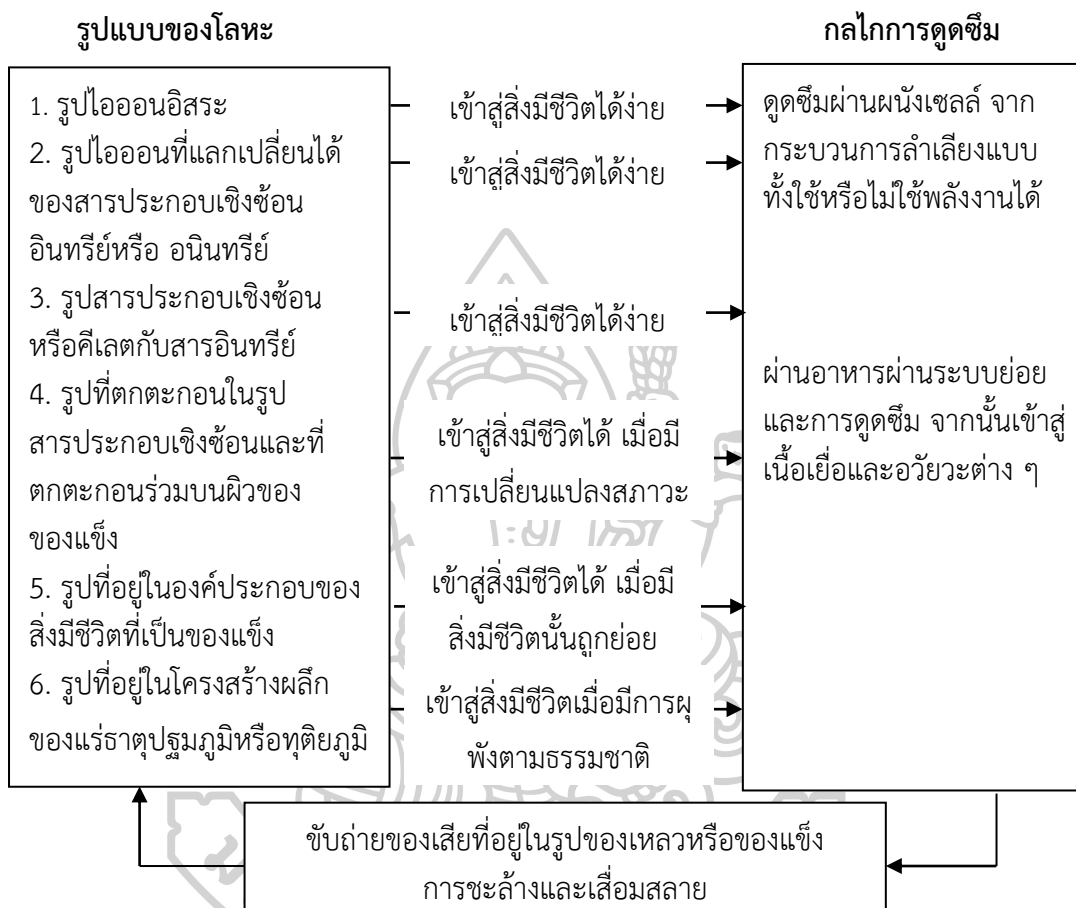 รูปแบบของโลหะ
กลไกการดูดซึม
1. รูปไอออนอิสระ
2. รูปไอออนที่แลกเปลี่ยนได้
ของสารประกอบเชิงซ้อน
อินทรีย์หรือ อนินทรีย์
3. รูปสารประกอบเชิงซ้อน
หรือคีเลตกับสารอินทรีย์
4. รูปที่ตกตะกอนในรูป
สารประกอบเชิงซ้อนและที่
ตกตะกอนร่วมบนผิวของ
ของแข็ง
5. รูปที่อยู่ในองค์ประกอบของ
สิ่งมีชีวิตที่เป็นของแข็ง
6. รูปที่อยู่ในโครงสร้างผลึก
ของแร่ธาตุปฐมภูมิหรือทุติยภูมิ
เข้าสู่สิ่งมีชีวิตได้ง่าย
เข้าสู่สิ่งมีชีวิตได้ง่าย
เข้าสู่สิ่งมีชีวิตได้ง่าย
เข้าสู่สิ่งมีชีวิตได้ เมื่อมี
การเปลี่ยนแปลงสภาวะ
เข้าสู่สิ่งมีชีวิตได้ เมื่อมี
สิ่งมีชีวิตนั้นถูกย่อย
เข้าสู่สิ่งมีชีวิตเมื่อมีการผุ
พังตามธรรมชาติ
ดูดซึมผ่านผนังเซลล์ จาก
กระบวนการลำเลียงแบบ
ทั้งใช้หรือไม่ใช้พลังงานได้
ผ่านอาหารผ่านระบบย่อย
และการดูดซึม จากนั้นเข้าสู่
เนื้อเยื่อและอวัยวะต่าง ๆ
ขับถ่ายของเสียที่อยู่ในรูปของเหลวหรือของแข็ง
การชะล้างและเสื่อมสลาย